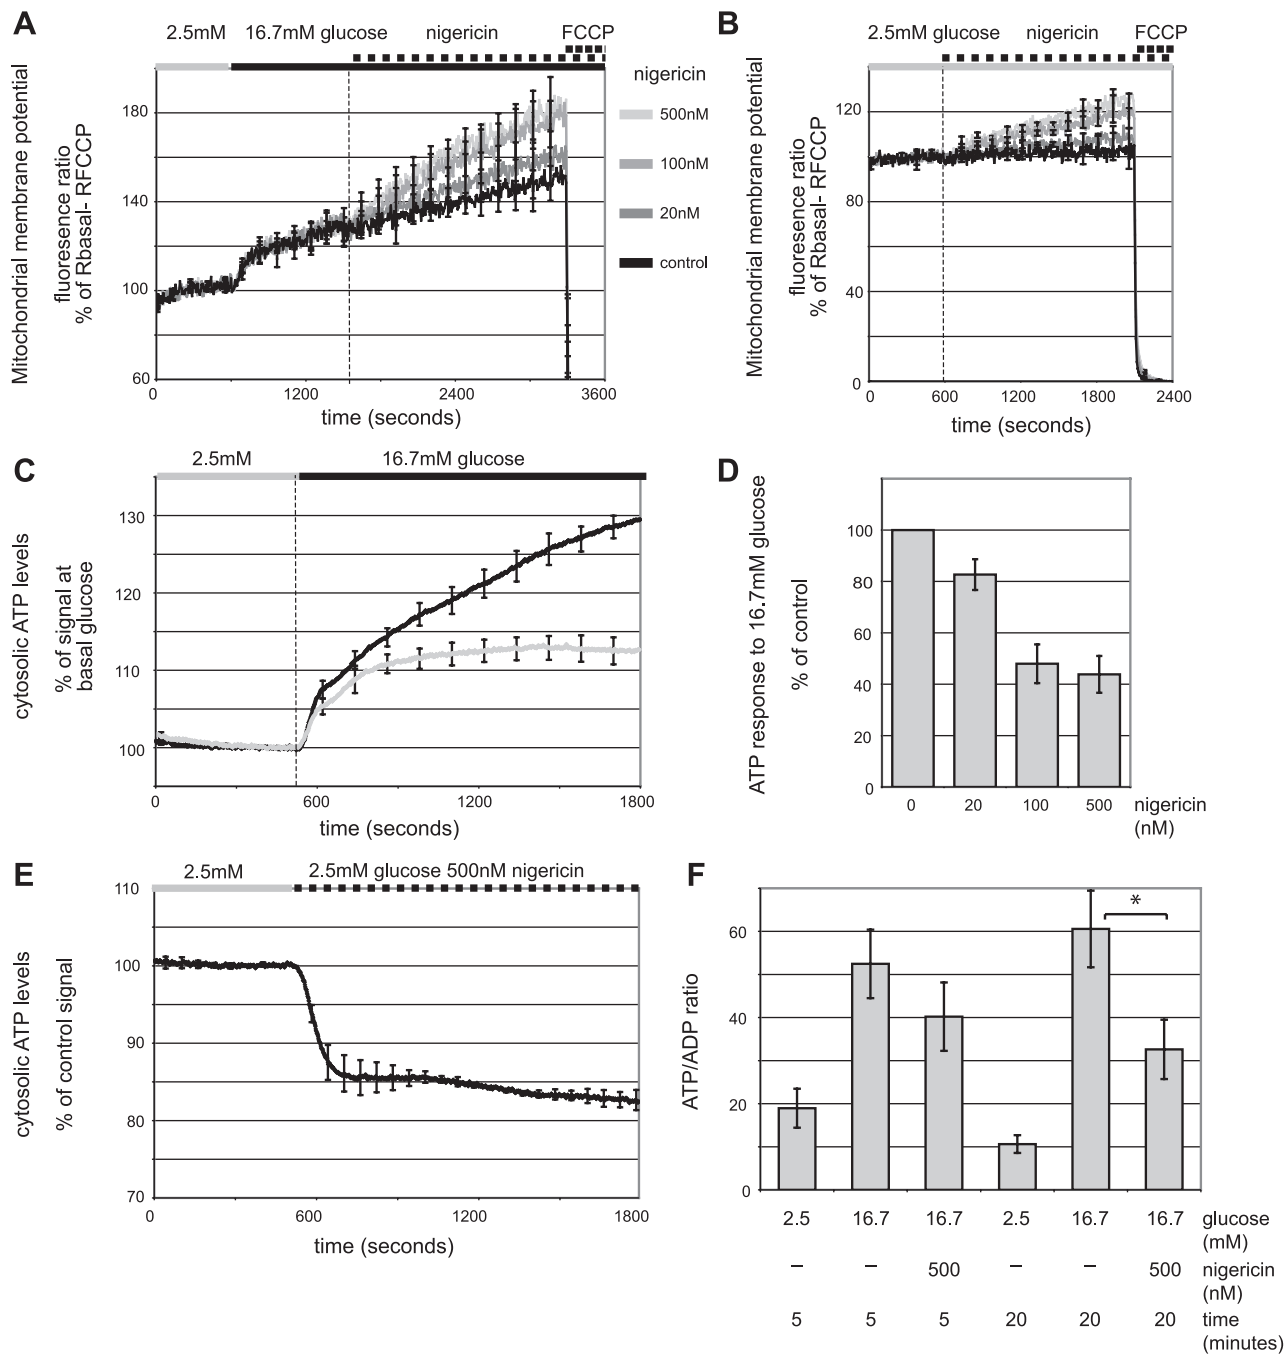 A
2.5mM 16.7mM glucose nigericin FCCP
Mitochondrial membrane potential
fluoresence ratio
% of Rbasal- RFCCP
180
140
100
60
0 1200 2400 3600
time (seconds)
nigericin
500nM
100nM
20nM
control
B
2.5mM glucose nigericin FCCP
Mitochondrial membrane potential
fluoresence ratio
% of Rbasal- RFCCP
120
80
40
0
0 600 1200 1800 2400
time (seconds)
C
2.5mM 16.7mM glucose
cytosolic ATP levels
% of signal at
basal glucose
130
120
110
100
0 600 1200 1800
time (seconds)
D
ATP response to 16.7mM glucose
% of control
100
80
60
40
20
0
0 20 100 500 nigericin
(nM)
E
2.5mM 2.5mM glucose 500nM nigericin
cytosolic ATP levels
% of control signal
110
100
90
80
70
0 600 1200 1800
time (seconds)
F
ATP/ADP ratio
60
40
20
0
*
2.5 16.7 16.7 2.5 16.7 16.7 glucose
(mM)
– – 500 – – 500 nigericin
(nM)
5 5 5 20 20 20 time
(minutes)